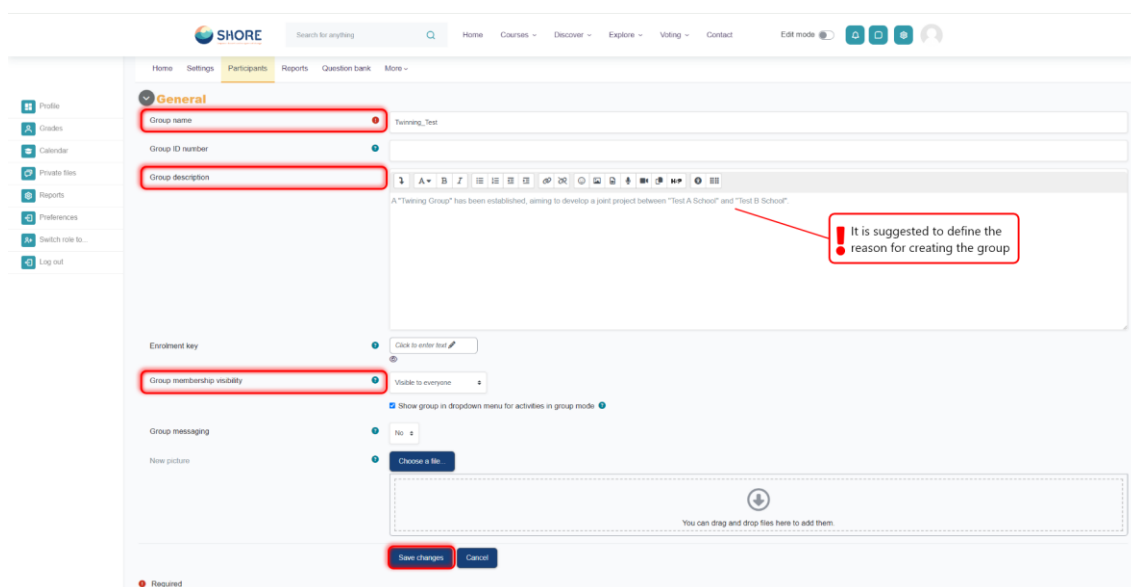 SHORE
Search for anything
Home Courses Discover Explore Voting Contact
Edit mode
Home Settings Participants Reports Question bank More
Profile
Grades
Calendar
Private files
Reports
Preferences
Switch role to...
Log out
General
Group name
Twinning_Test
Group ID number
Group description
A "Twining Group" has been established, aiming to develop a joint project between "Test A School" and "Test B School".
It is suggested to define the
reason for creating the group
Enrolment key
Click to enter text
Group membership visibility
Visible to everyone
Show group in dropdown menu for activities in group mode
Group messaging
No
New picture
Choose a file...
You can drag and drop files here to add them.
Save changes Cancel
Required